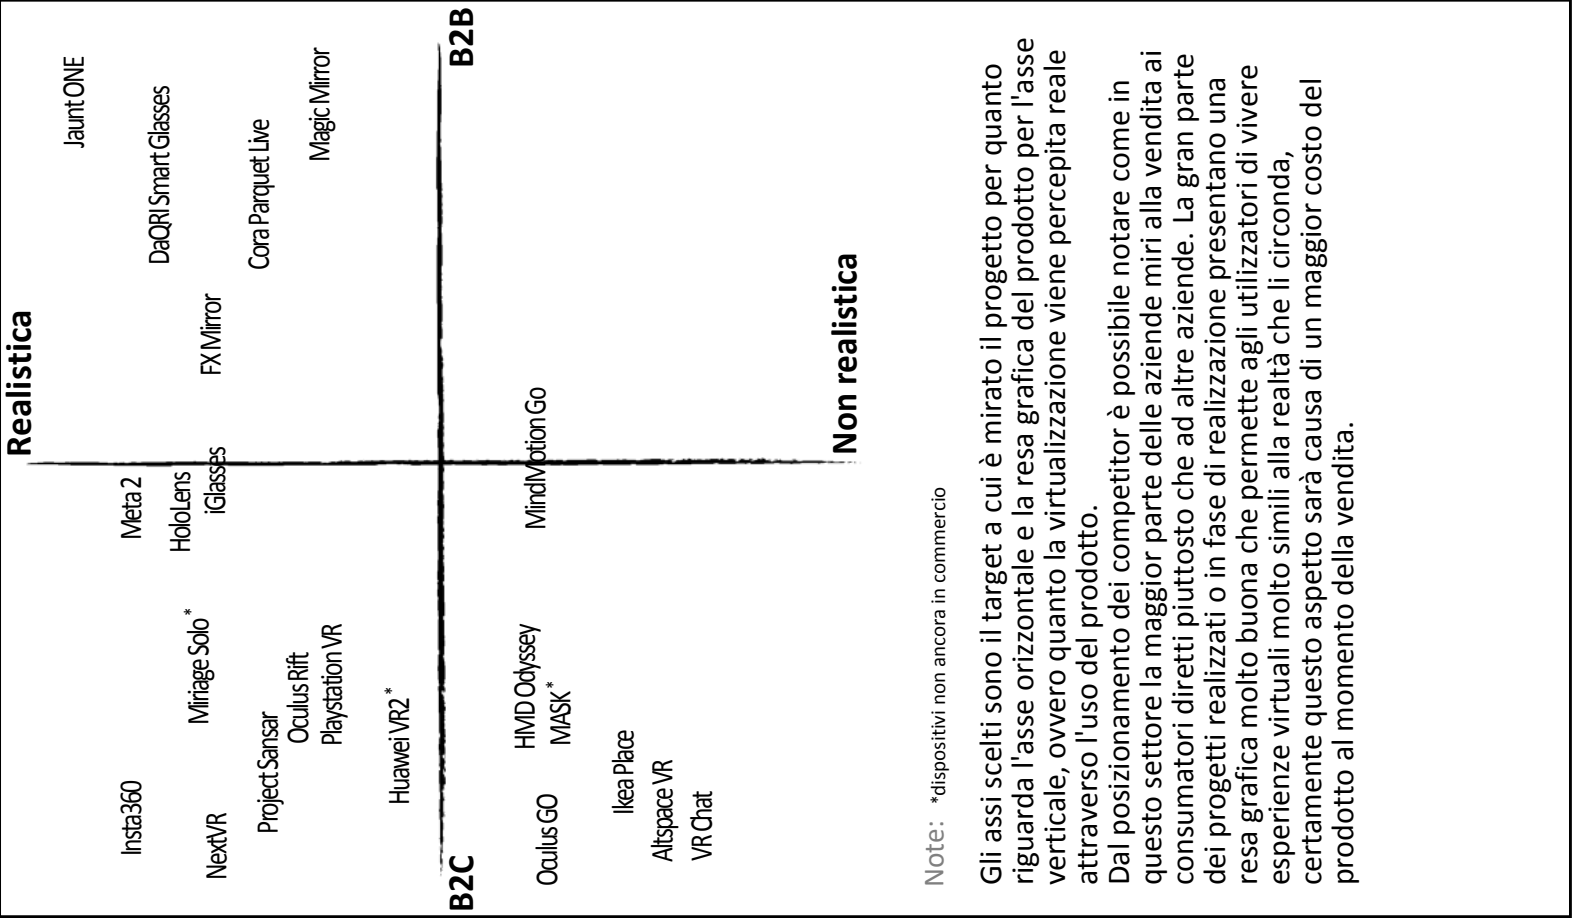 Realistica
Jaunt ONE
Insta360
Meta 2
DaQRI Smart Glasses
HoloLens
Miriage Solo*
FX Mirror
iGlasses
NextVR
Cora Parquet Live
Project Sansar
Oculus Rift
Magic Mirror
Playstation VR
Huawei VR2*
B2C
B2B
HMD Odyssey
MindMotion Go
Oculus GO
MASK*
Ikea Place
Altspace VR
VR Chat
Non realistica
Note: *dispositivi non ancora in commercio
Gli assi scelti sono il target a cui è mirato il progetto per quanto
riguarda l'asse orizzontale e la resa grafica del prodotto per l'asse
verticale, ovvero quanto la virtualizzazione viene percepita reale
attraverso l'uso del prodotto.
Dal posizionamento dei competitor è possibile notare come in
questo settore la maggior parte delle aziende miri alla vendita ai
consumatori diretti piuttosto che ad altre aziende. La gran parte
dei progetti realizzati o in fase di realizzazione presentano una
resa grafica molto buona che permette agli utilizzatori di vivere
esperienze virtuali molto simili alla realtà che li circonda,
certamente questo aspetto sarà causa di un maggior costo del
prodotto al momento della vendita.